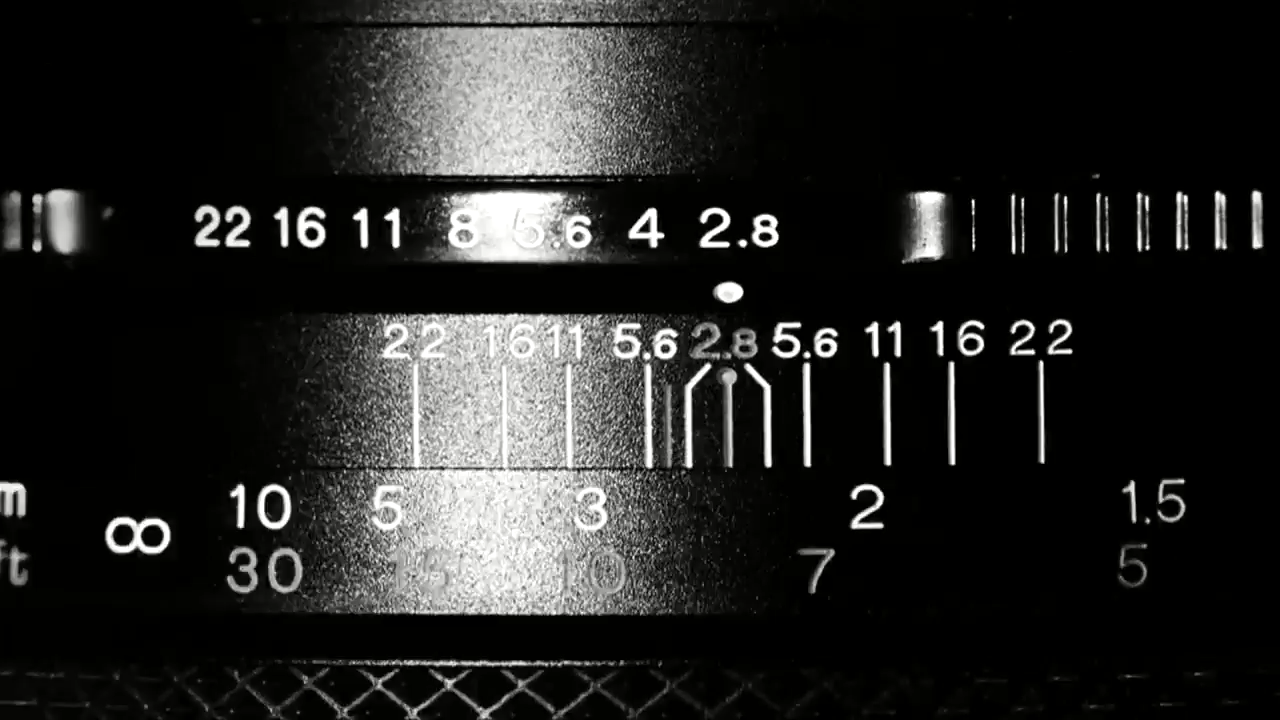 22 16 11 8 5.6 4 2.8
22 16 11 5.6 2.8 5.6 11 16 22
m ∞ 10 5 3 2 1.5
ft 30 15 10 7 5